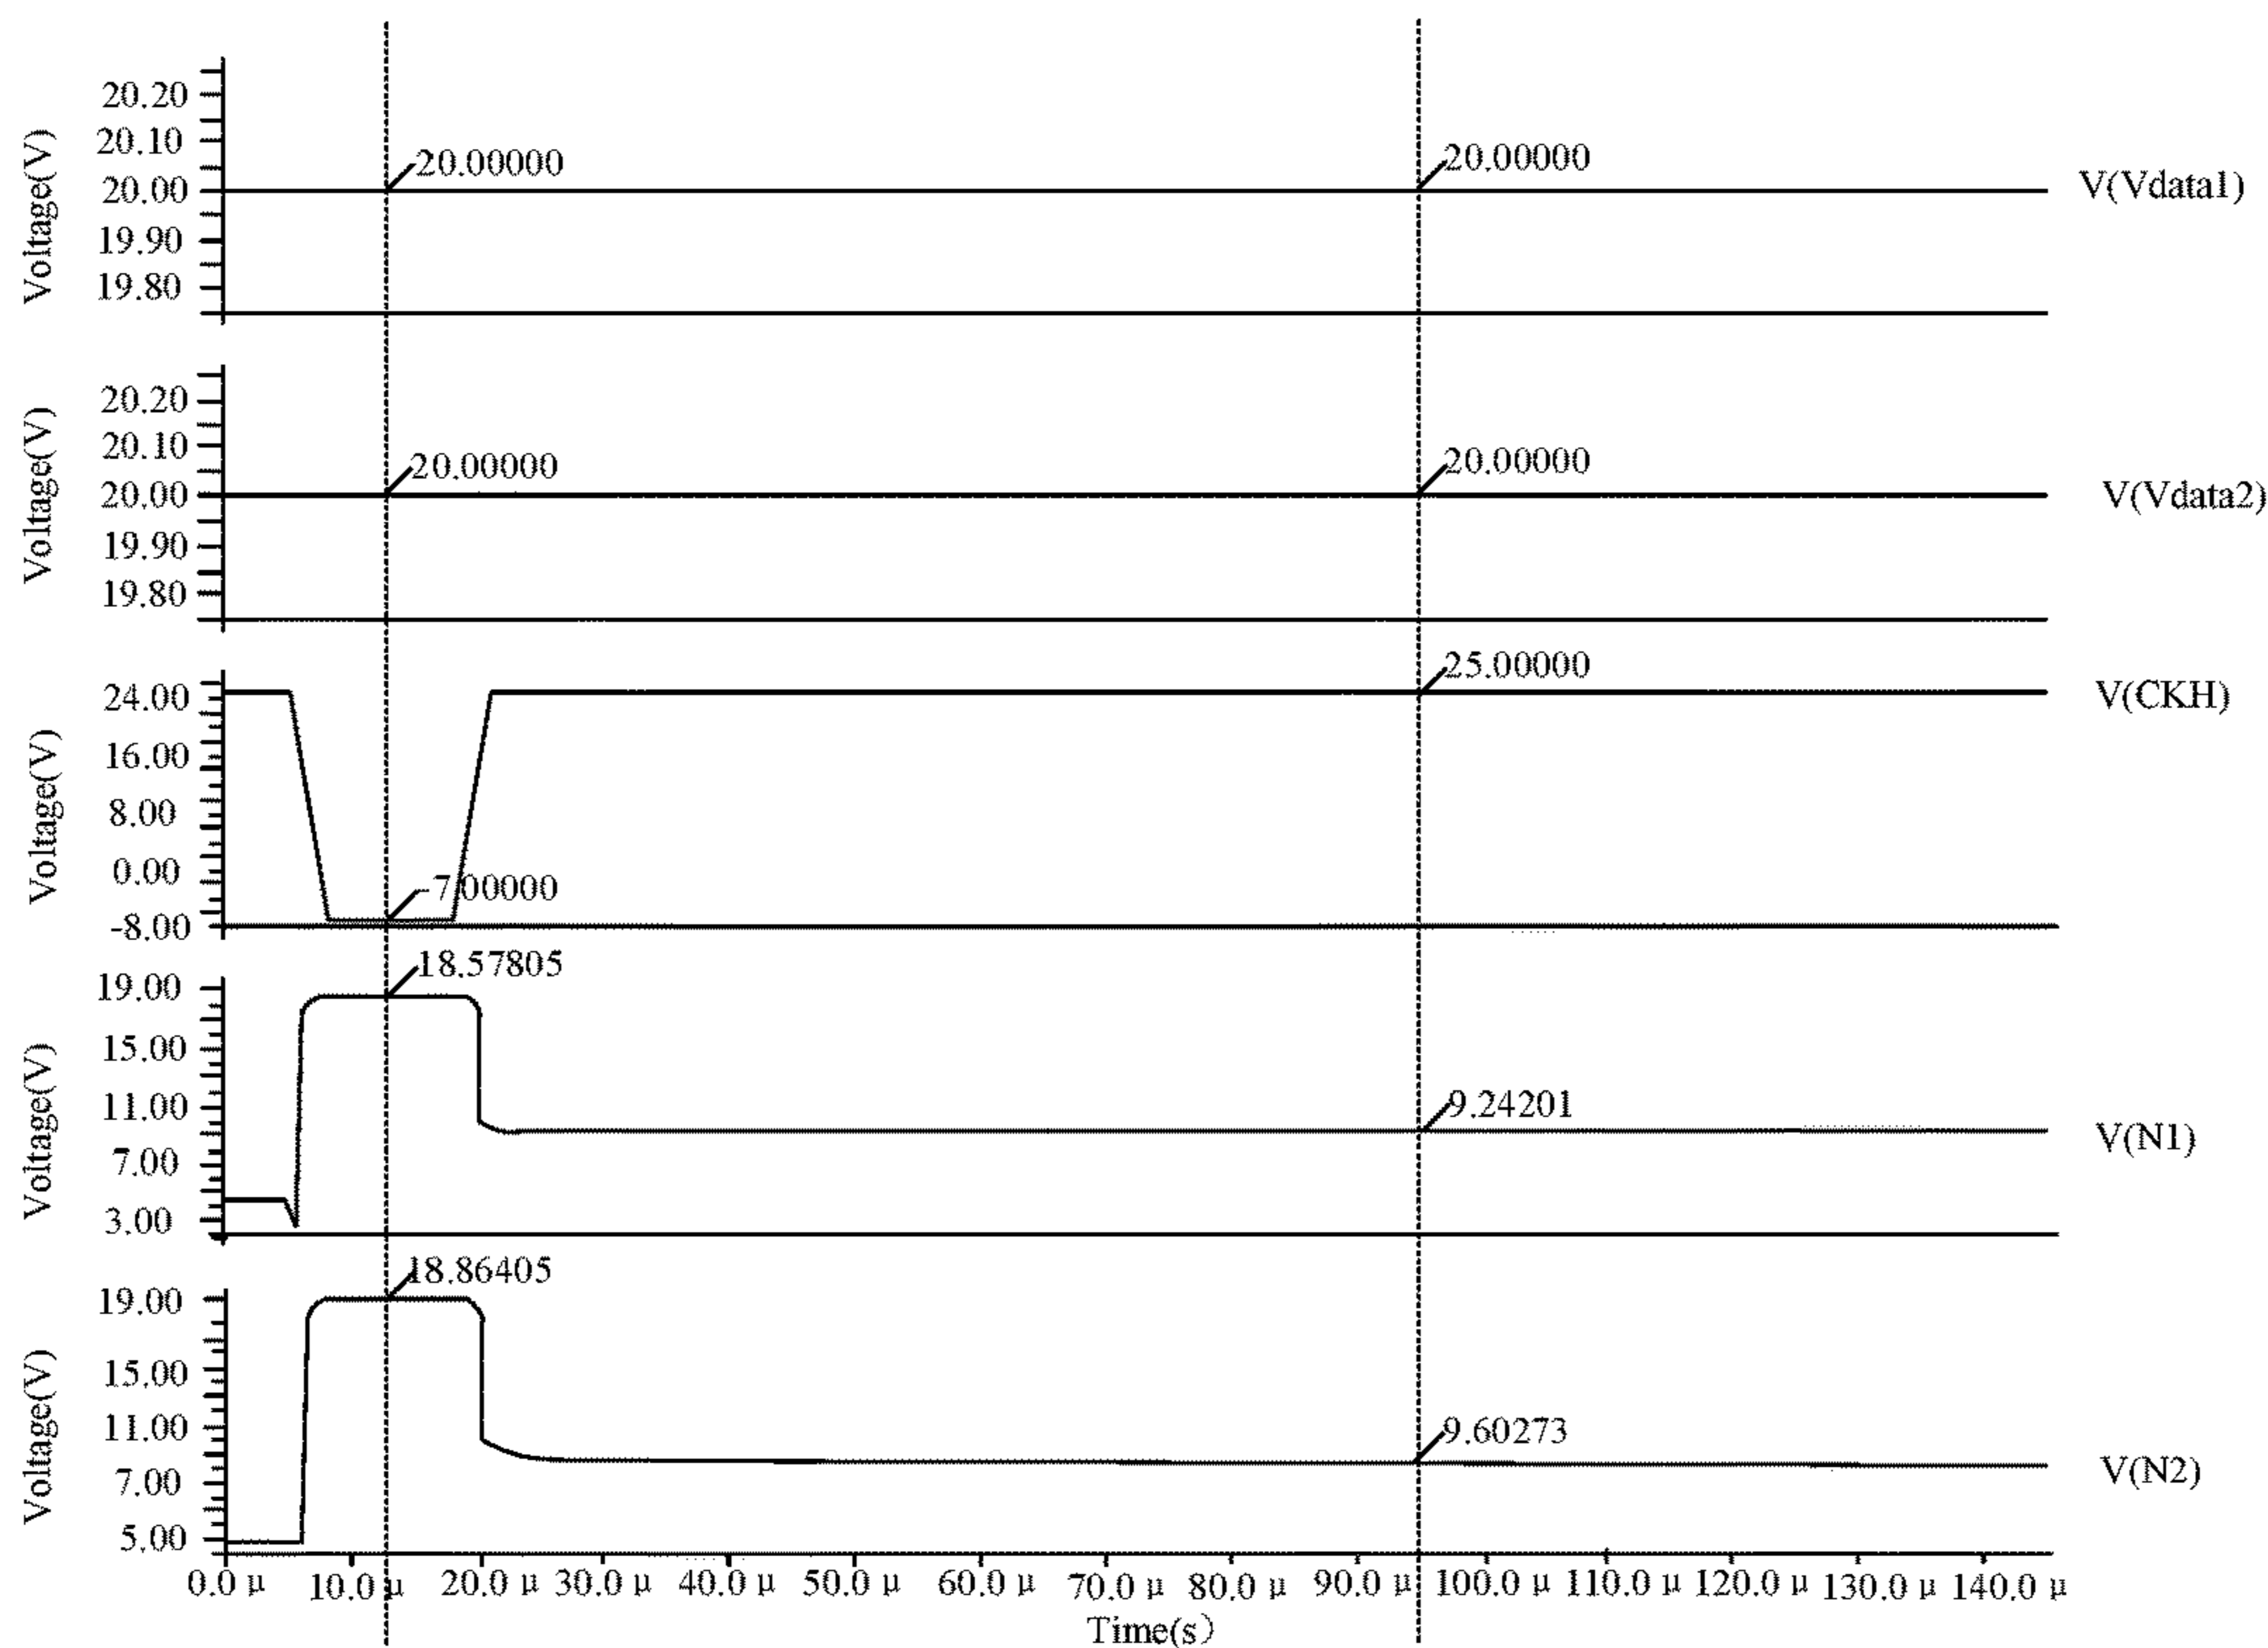 Voltage(V)
20.20
20.10
20.00
19.90
19.80
20.00000
20.00000
V(Vdata1)
Voltage(V)
20.20
20.10
20.00
19.90
19.80
20.00000
20.00000
V(Vdata2)
Voltage(V)
24.00
16.00
8.00
0.00
-8.00
-7.00000
25.00000
V(CKH)
Voltage(V)
19.00
15.00
11.00
7.00
3.00
18.57805
9.24201
V(N1)
Voltage(V)
19.00
15.00
11.00
7.00
5.00
18.86405
9.60273
V(N2)
0.0 μ 10.0 μ 20.0 μ 30.0 μ 40.0 μ 50.0 μ 60.0 μ 70.0 μ 80.0 μ 90.0 μ 100.0 μ 110.0 μ 120.0 μ 130.0 μ 140.0 μ
Time(s)